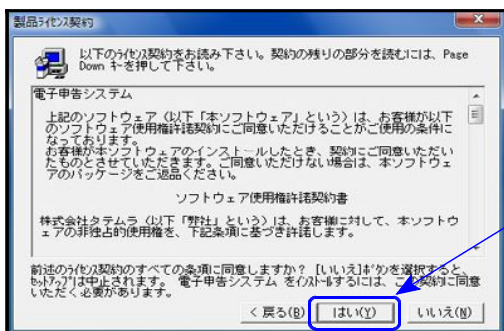 製品ライセンス契約
以下のライセンス契約をお読み下さい。契約の残りの部分を読むには、Page
Down キーを押して下さい。
電子申告システム
上記のソフトウェア(以下「本ソフトウェア」という)は、お客様が以下
のソフトウェア使用権許諾契約にご同意いただけることがご使用の条件に
なっております。
お客様が本ソフトウェアのインストールしたとき、契約にご同意いただい
たものとさせていただきます。ご同意いただけない場合は、本ソフトウェ
アのパッケージをご返品ください。
ソフトウェア使用権許諾契約書
株式会社タテムラ(以下「弊社」という)は、お客様に対して、本ソフトウ
ェアの非独占的使用権を、下記条項に基づき許諾します。
前述のライセンス契約のすべての条項に同意しますか?[いいえ]ボタンを選択すると、
セットアップは中止されます。 電子申告システム をインストールするには、この契約に同意
いただく必要があります。
< 戻る(B) はい(Y) いいえ(N)